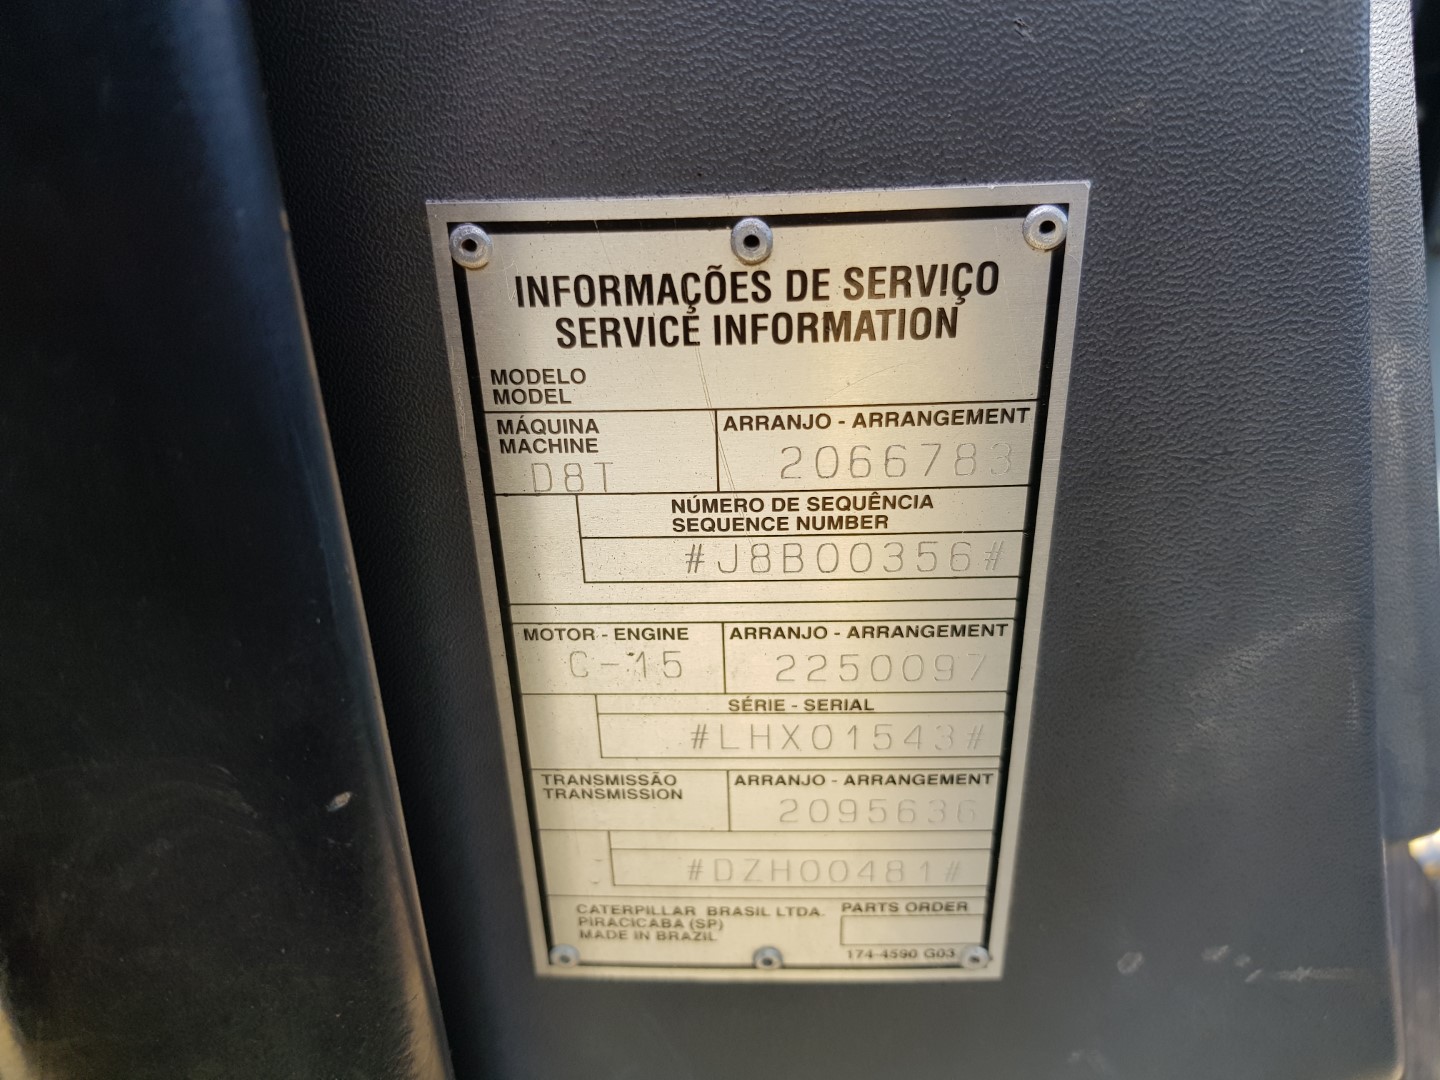 INFORMAÇÕES DE SERVIÇO
SERVICE INFORMATION
MODELO
MODEL
MÁQUINA
MACHINE
D8T
ARRANJO - ARRANGEMENT
2066783
NÚMERO DE SEQUÊNCIA
SEQUENCE NUMBER
#J8B00356#
MOTOR - ENGINE
C-15
ARRANJO - ARRANGEMENT
2250097
SÉRIE - SERIAL
#LHX01543#
TRANSMISSÃO
TRANSMISSION
ARRANJO - ARRANGEMENT
2095636
#DZH00481#
CATERPILLAR BRASIL LTDA.
PIRACICABA (SP)
MADE IN BRAZIL
PARTS ORDER
174-4590 G03